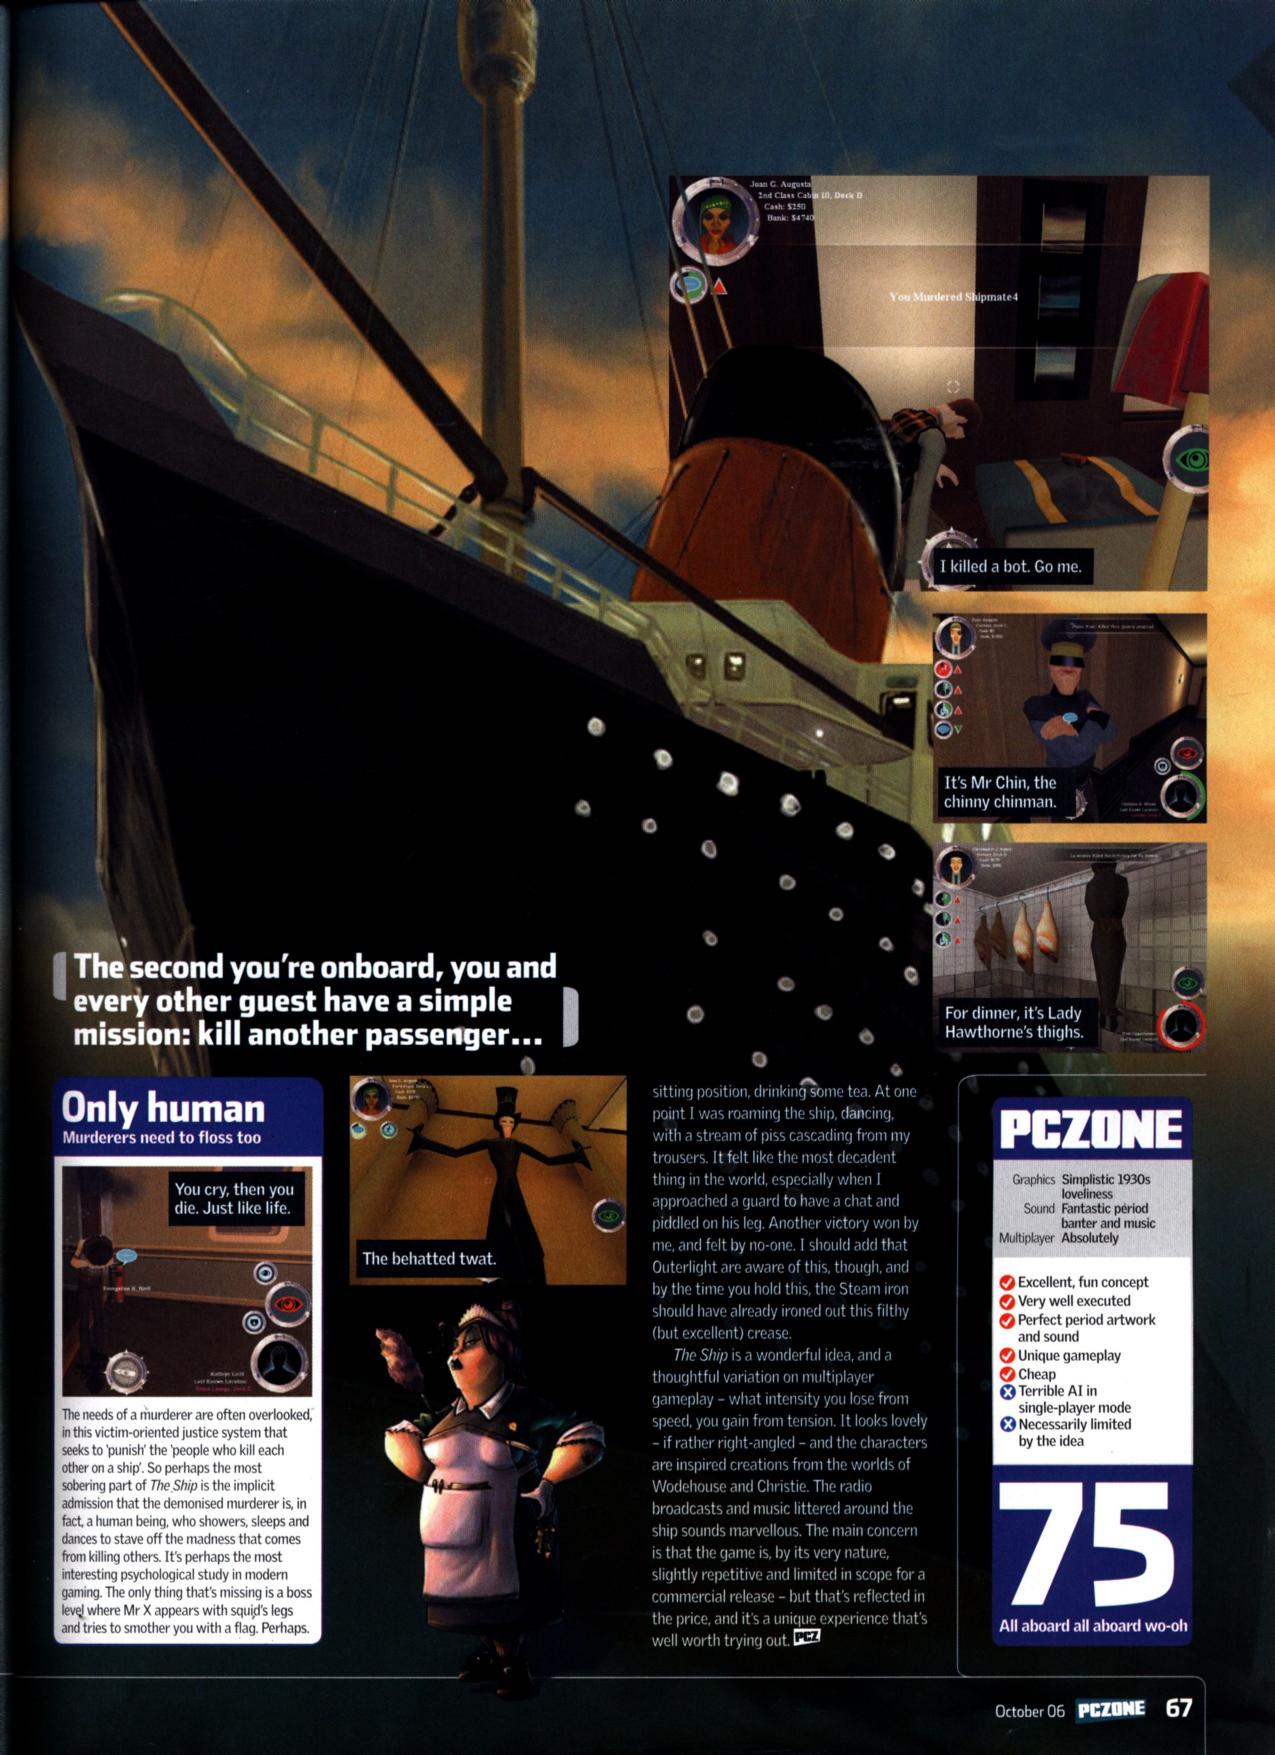 Joan G. Augusta
2nd Class Cabin 10, Deck D
Cash: $250
Bank: $4740
You Murdered Shipmate4
I killed a bot. Go me.
It's Mr Chin, the
chinny chinman.
For dinner, it's Lady
Hawthorne's thighs.
The second you're onboard, you and
every other guest have a simple
mission: kill another passenger...
Only human
Murderers need to floss too
You cry, then you
die. Just like life.
Last Known Location:
The needs of a murderer are often overlooked,
in this victim-oriented justice system that
seeks to 'punish' the 'people who kill each
other on a ship'. So perhaps the most
sobering part of The Ship is the implicit
admission that the demonised murderer is, in
fact, a human being, who showers, sleeps and
dances to stave off the madness that comes
from killing others. It's perhaps the most
interesting psychological study in modern
gaming. The only thing that's missing is a boss
level where Mr X appears with squid's legs
and tries to smother you with a flag. Perhaps.
The behatted twat.
sitting position, drinking some tea. At one
point I was roaming the ship, dancing,
with a stream of piss cascading from my
trousers. It felt like the most decadent
thing in the world, especially when I
approached a guard to have a chat and
piddled on his leg. Another victory won by
me, and felt by no-one. I should add that
Outerlight are aware of this, though, and
by the time you hold this, the Steam iron
should have already ironed out this filthy
(but excellent) crease.
The Ship is a wonderful idea, and a
thoughtful variation on multiplayer
gameplay – what intensity you lose from
speed, you gain from tension. It looks lovely
– if rather right-angled – and the characters
are inspired creations from the worlds of
Wodehouse and Christie. The radio
broadcasts and music littered around the
ship sounds marvellous. The main concern
is that the game is, by its very nature,
slightly repetitive and limited in scope for a
commercial release – but that's reflected in
the price, and it's a unique experience that's
well worth trying out. PCZ
PCZONE
Graphics Simplistic 1930s
loveliness
Sound Fantastic period
banter and music
Multiplayer Absolutely
Excellent, fun concept
Very well executed
Perfect period artwork
and sound
Unique gameplay
Cheap
Terrible AI in
single-player mode
Necessarily limited
by the idea
75
All aboard all aboard wo-oh
October 06 PCZONE 67